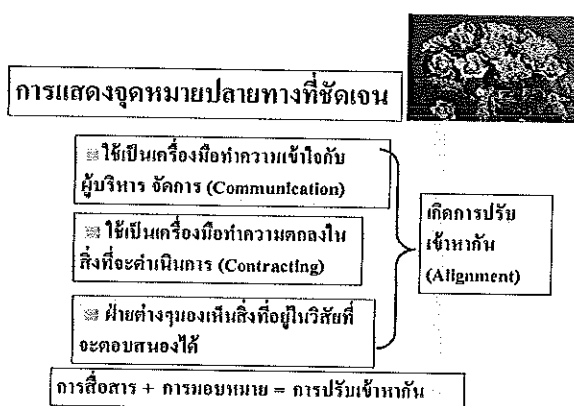 การแสดงจุดหมายปลายทางที่ชัดเจน
ใช้เป็นเครื่องมือทำความเข้าใจกับ
ผู้บริหาร จัดการ (Communication)
ใช้เป็นเครื่องมือทำความตกลงใน
สิ่งที่จะดำเนินการ (Contracting)
ฝ่ายต่างๆมองเห็นสิ่งที่อยู่ในวิสัยที่
จะตอบสนองได้
เกิดการปรับ
เข้าหากัน
(Alignment)
การสื่อสาร + การมอบหมาย = การปรับเข้าหากัน